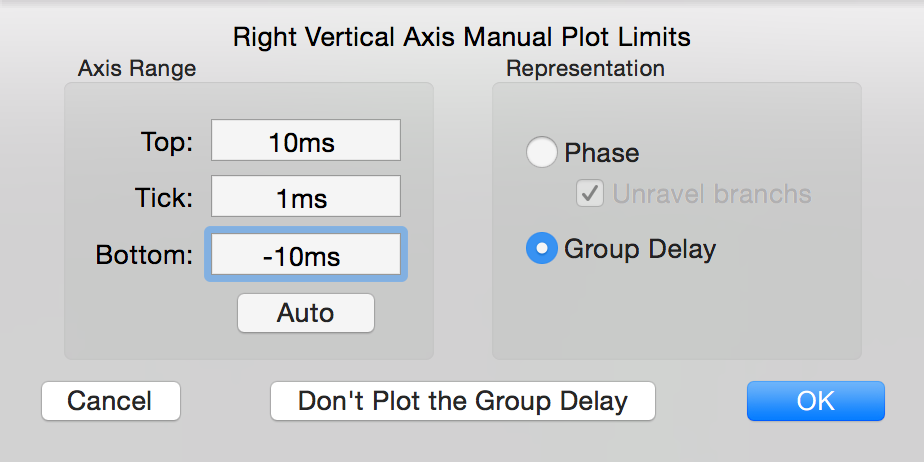 Right Vertical Axis Manual Plot Limits
Axis Range
Top: 10ms
Tick: 1ms
Bottom: -10ms
Auto
Representation
Phase
Unravel branchs
Group Delay
Cancel
Don't Plot the Group Delay
OK